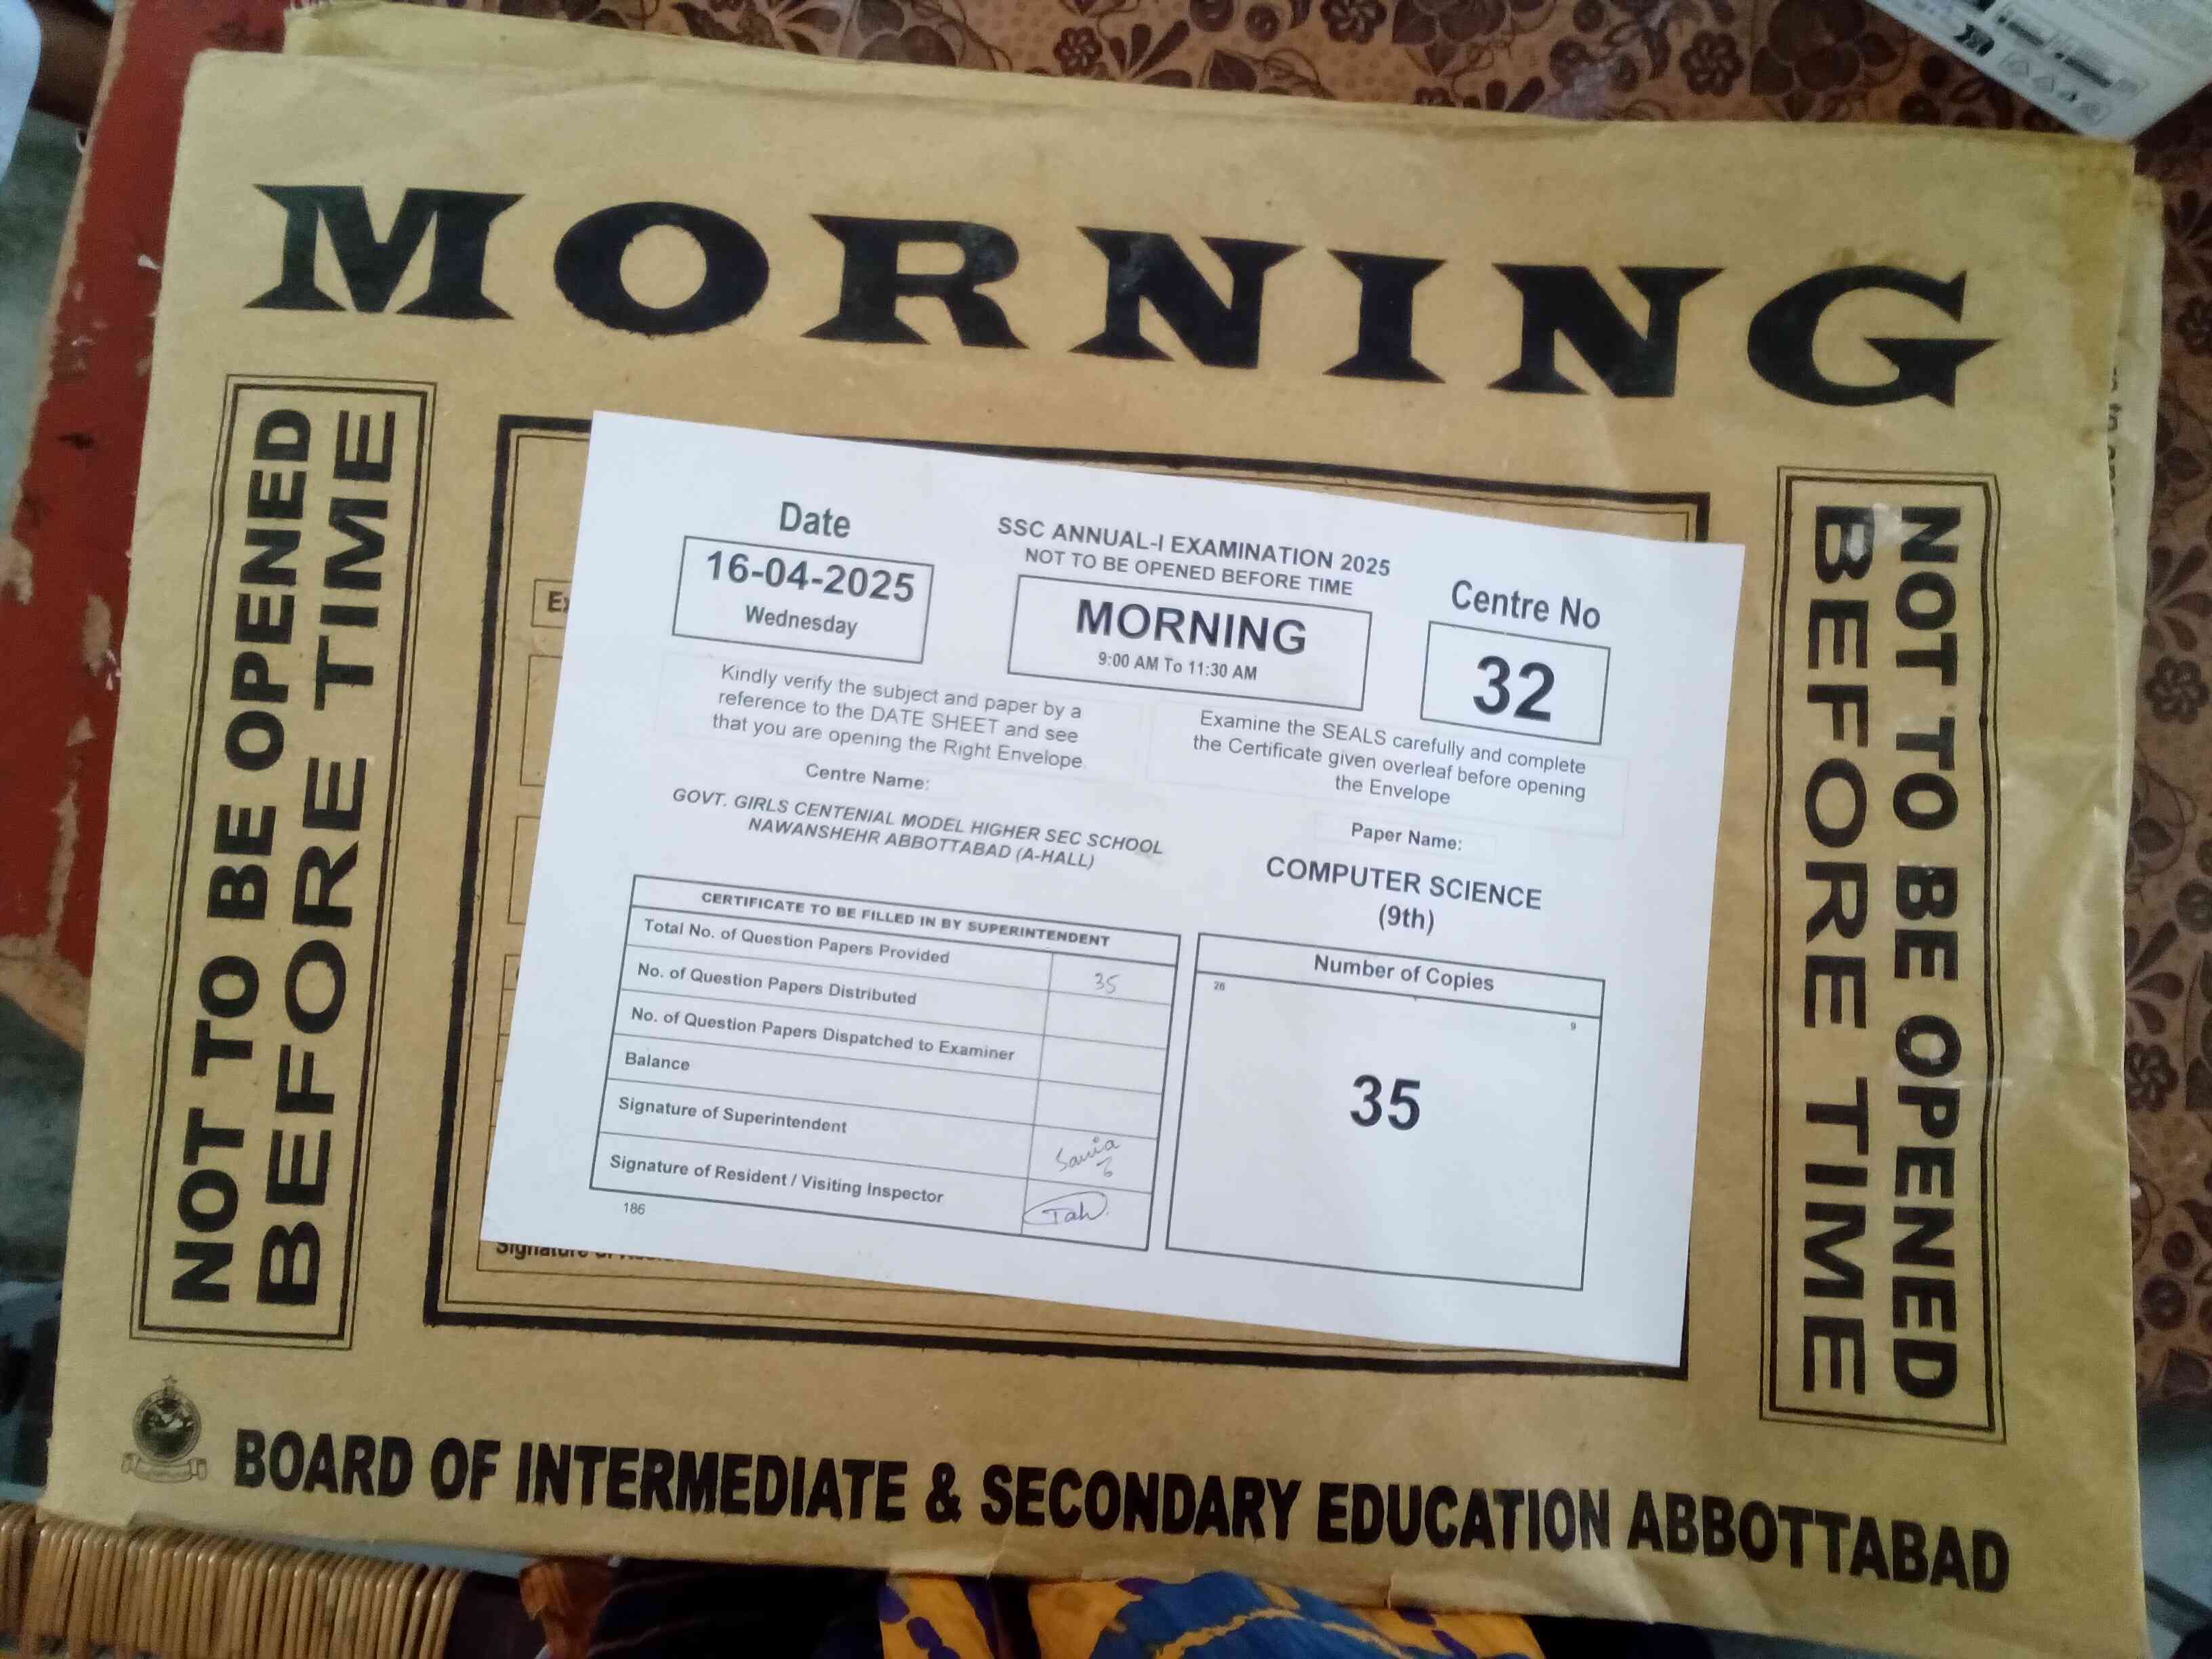 MORNING
NOT TO BE OPENED
BEFORE TIME
Date
16-04-2025
Wednesday
SSC ANNUAL-I EXAMINATION 2025
NOT TO BE OPENED BEFORE TIME
MORNING
9:00 AM To 11:30 AM
Centre No
32
Kindly verify the subject and paper by a
reference to the DATE SHEET and see
that you are opening the Right Envelope.
Examine the SEALS carefully and complete
the Certificate given overleaf before opening
the Envelope
Centre Name:
GOVT. GIRLS CENTENIAL MODEL HIGHER SEC SCHOOL
NAWANSHEHR ABBOTTABAD (A-HALL)
Paper Name:
COMPUTER SCIENCE
(9th)
CERTIFICATE TO BE FILLED IN BY SUPERINTENDENT
Total No. of Question Papers Provided 35
No. of Question Papers Distributed
No. of Question Papers Dispatched to Examiner
Balance
Signature of Superintendent Sania
Signature of Resident / Visiting Inspector
186
Number of Copies
26
9
35
NOT TO BE OPENED
BEFORE TIME
BOARD OF INTERMEDIATE & SECONDARY EDUCATION ABBOTTABAD